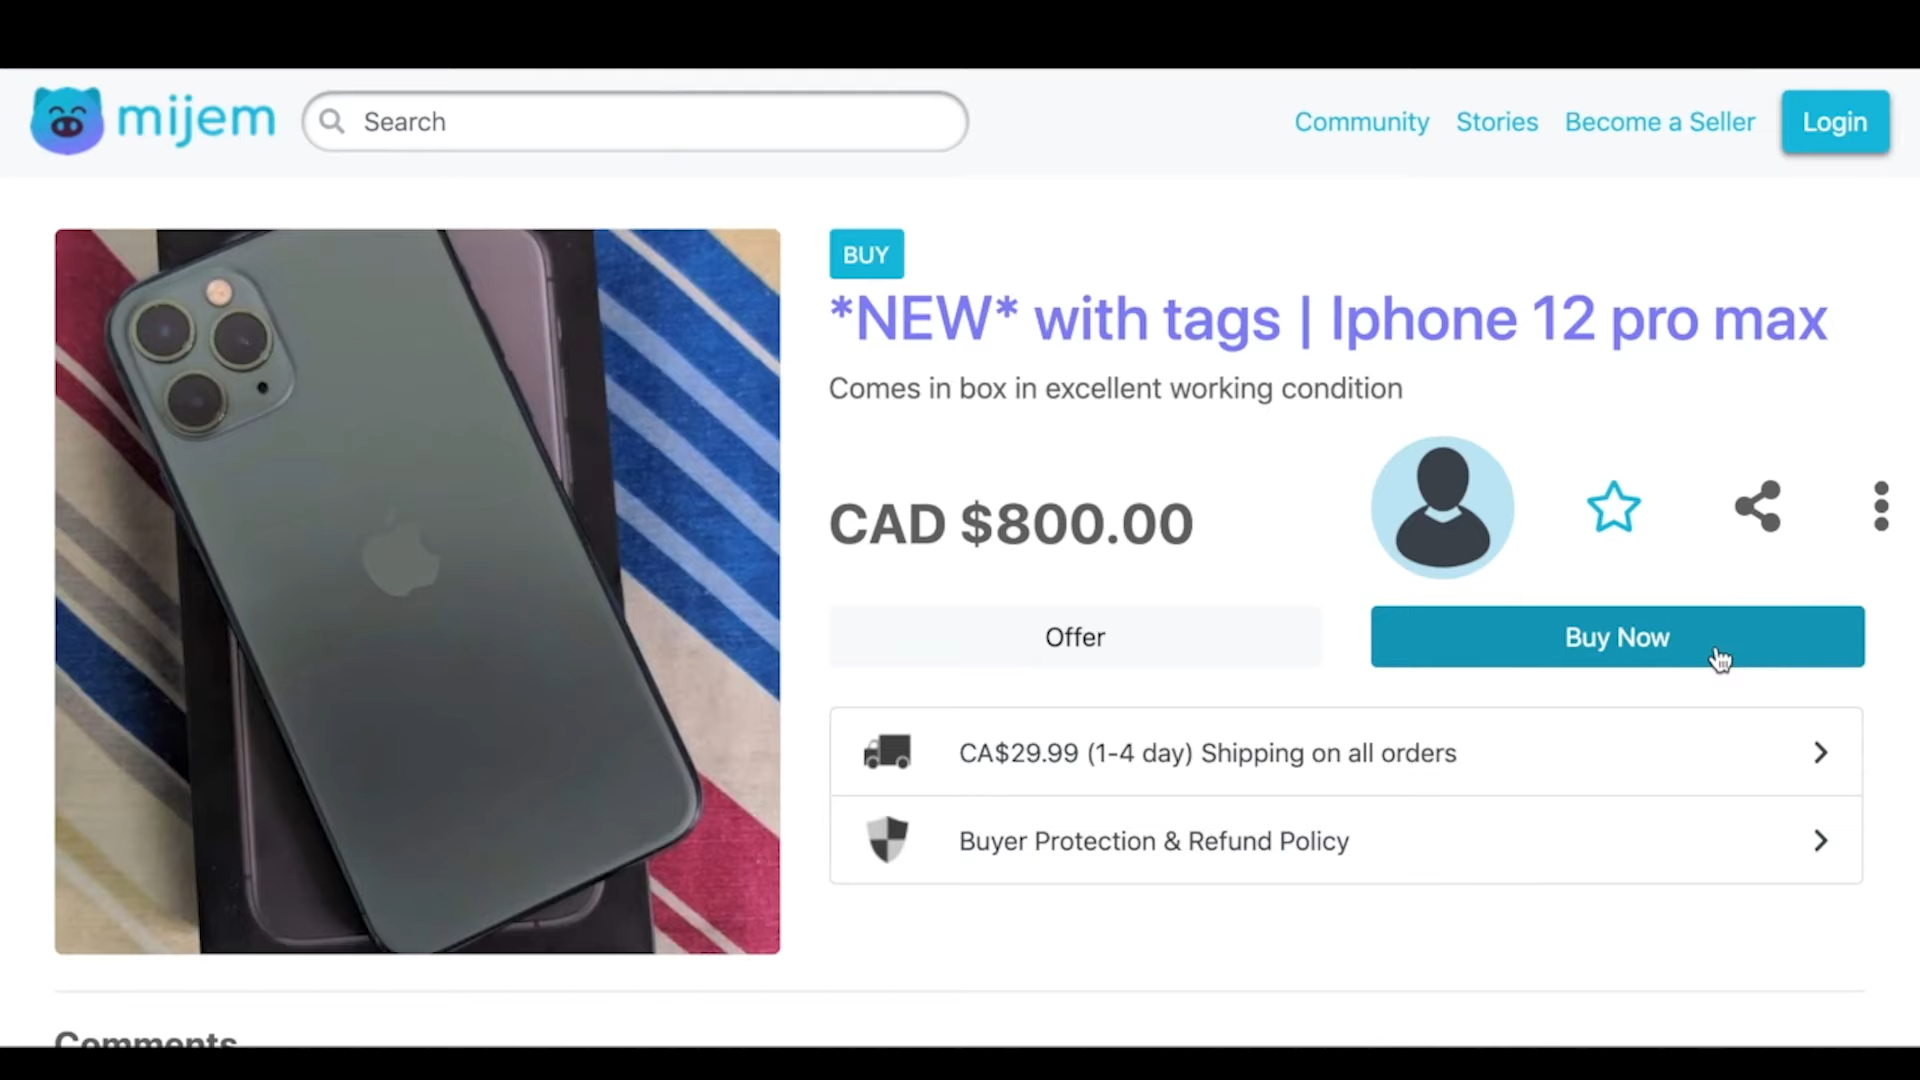 mijem
Search
Community
Stories
Become a Seller
Login
BUY
*NEW* with tags | Iphone 12 pro max
Comes in box in excellent working condition
CAD $800.00
Offer
Buy Now
CA$29.99 (1-4 day) Shipping on all orders
Buyer Protection & Refund Policy
Comments